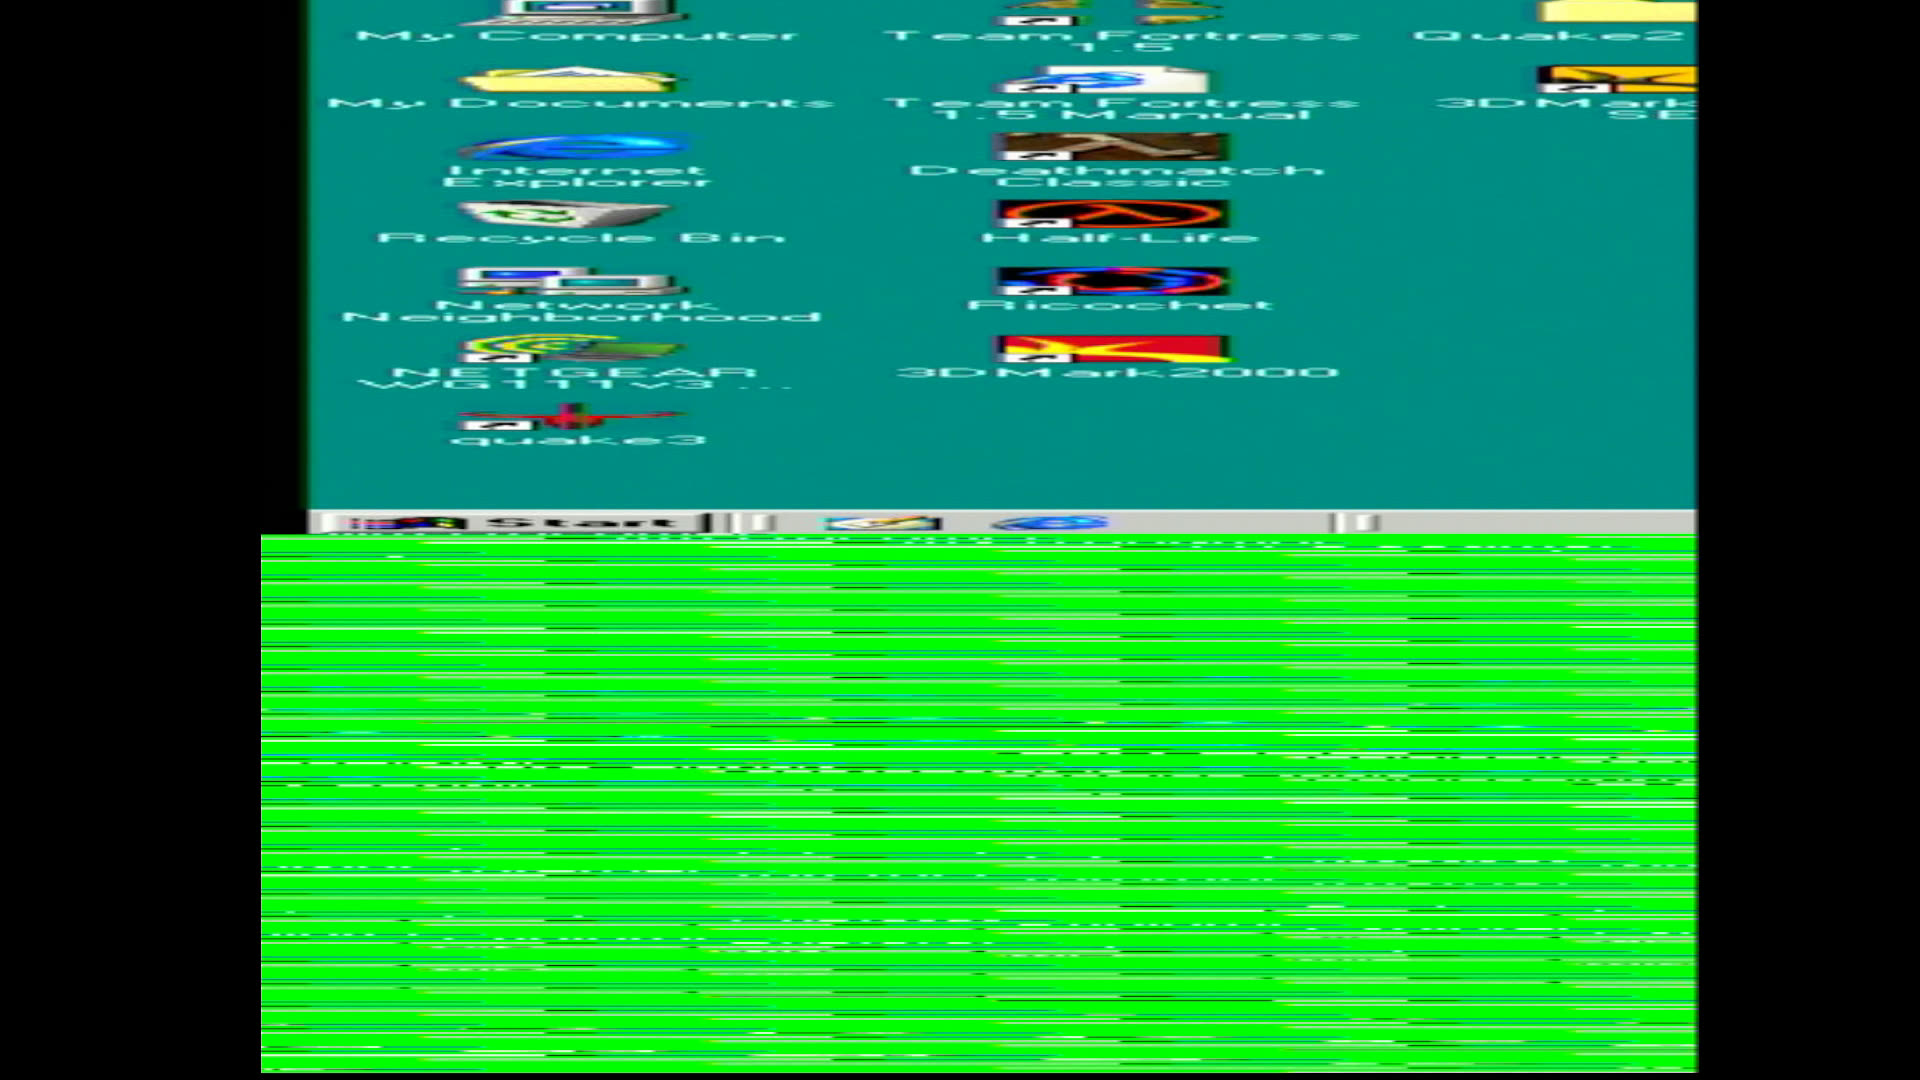 My Computer
My Documents
Internet
Explorer
Recycle Bin
Network
Neighborhood
NETGEAR
WG111v3 ...
quake3
Team Fortress
1.5
Team Fortress
1.5 Manual
Deathmatch
Classic
Half-Life
Ricochet
3DMark2000
Quake2
3DMark
SE
Start